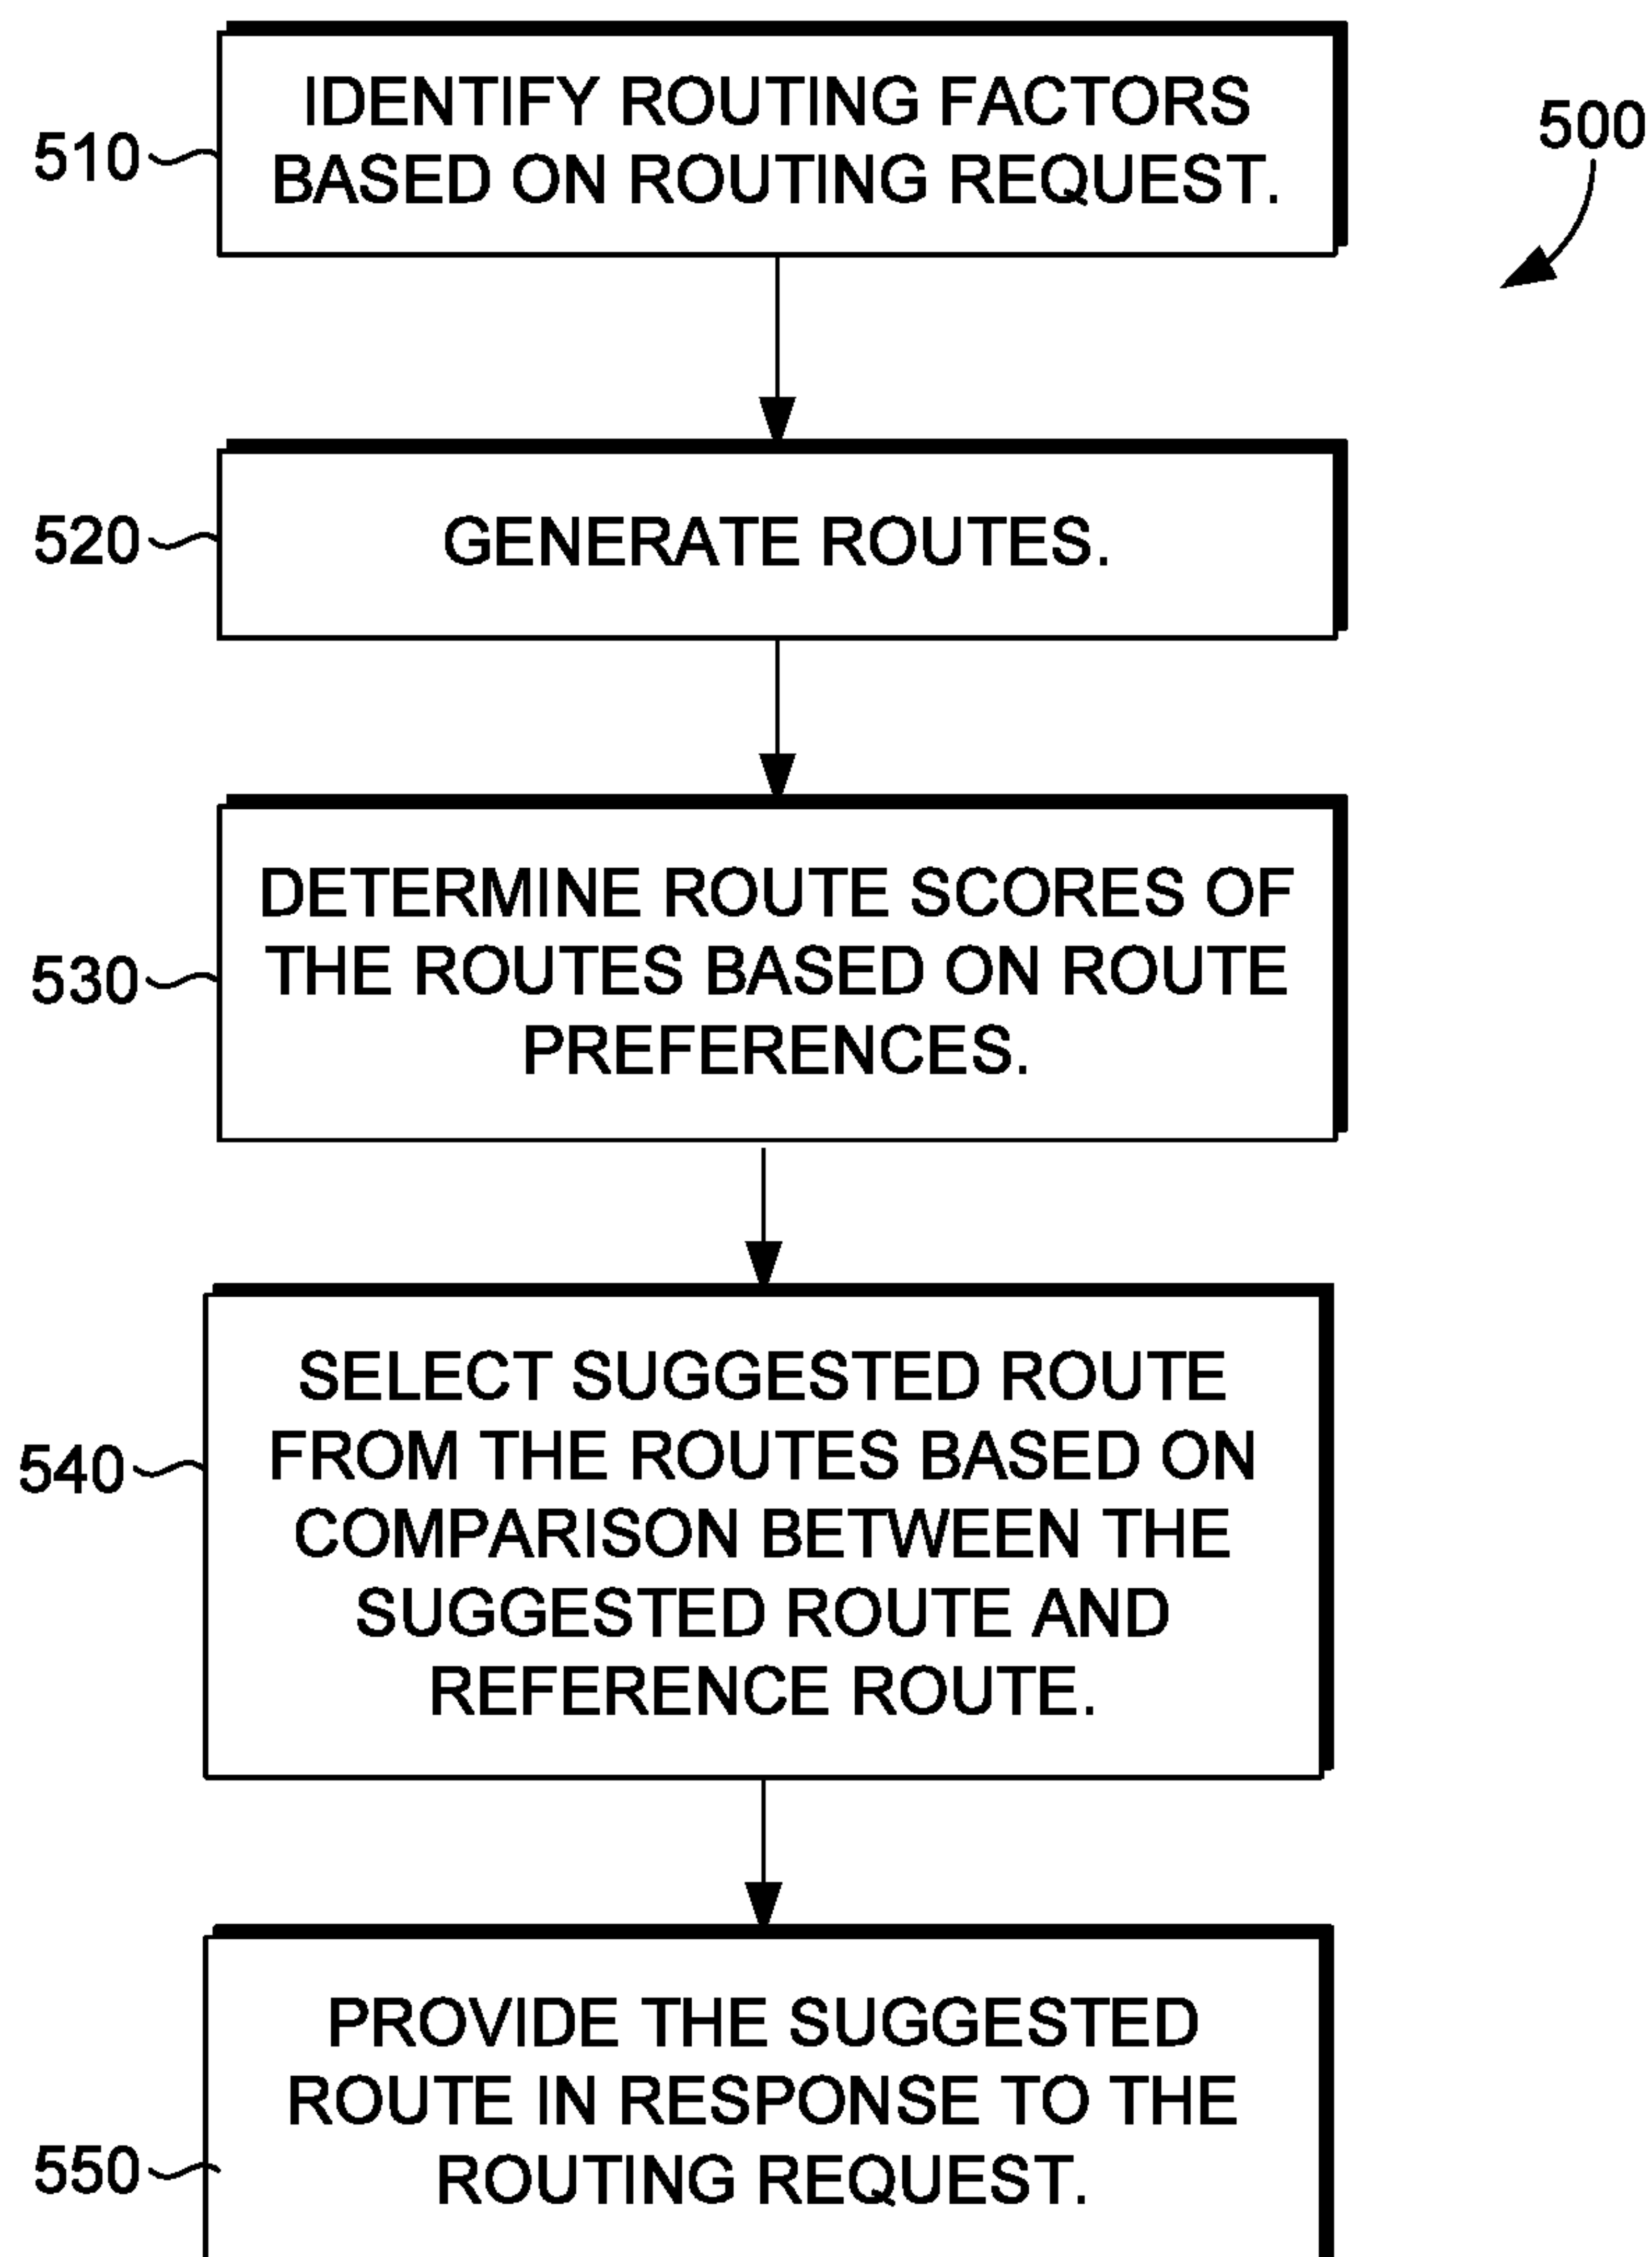 IDENTIFY ROUTING FACTORS
BASED ON ROUTING REQUEST.
510
500
GENERATE ROUTES.
520
DETERMINE ROUTE SCORES OF
THE ROUTES BASED ON ROUTE
PREFERENCES.
530
SELECT SUGGESTED ROUTE
FROM THE ROUTES BASED ON
COMPARISON BETWEEN THE
SUGGESTED ROUTE AND
REFERENCE ROUTE.
540
PROVIDE THE SUGGESTED
ROUTE IN RESPONSE TO THE
ROUTING REQUEST.
550